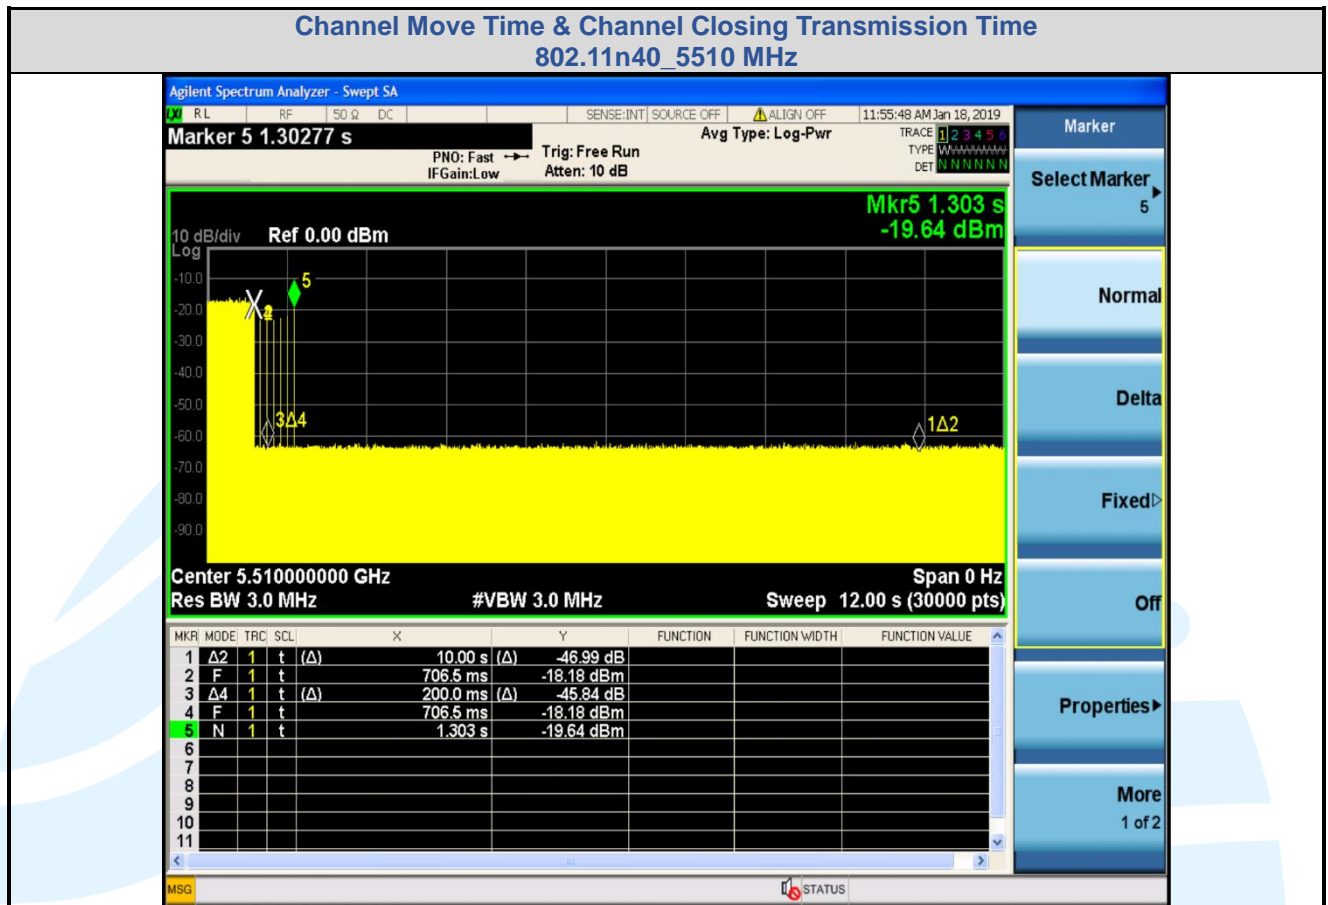 Channel Move Time & Channel Closing Transmission Time
802.11n40_5510 MHz
Agilent Spectrum Analyzer - Swept SA
LXI RL RF 50 Ω DC SENSE:INT SOURCE OFF ALIGN OFF 11:55:48 AM Jan 18, 2019
Marker 5 1.30277 s
PNO: Fast
IFGain:Low
Trig: Free Run
Atten: 10 dB
Avg Type: Log-Pwr
TRACE 1 2 3 4 5 6
TYPE
DET N N N N N N
Mkr5 1.303 s
-19.64 dBm
10 dB/div Ref 0.00 dBm
Log
-10.0
-20.0
-30.0
-40.0
-50.0
-60.0
-70.0
-80.0
-90.0
5
3Δ4
1Δ2
Center 5.510000000 GHz Span 0 Hz
Res BW 3.0 MHz #VBW 3.0 MHz Sweep 12.00 s (30000 pts)
MKR MODE TRC SCL X Y FUNCTION FUNCTION WIDTH FUNCTION VALUE
1 Δ2 1 t (Δ) 10.00 s (Δ) -46.99 dB
2 F 1 t 706.5 ms -18.18 dBm
3 Δ4 1 t (Δ) 200.0 ms (Δ) -45.84 dB
4 F 1 t 706.5 ms -18.18 dBm
5 N 1 t 1.303 s -19.64 dBm
6
7
8
9
10
11
MSG STATUS
Marker
Select Marker
5
Normal
Delta
Fixed
Off
Properties
More
1 of 2